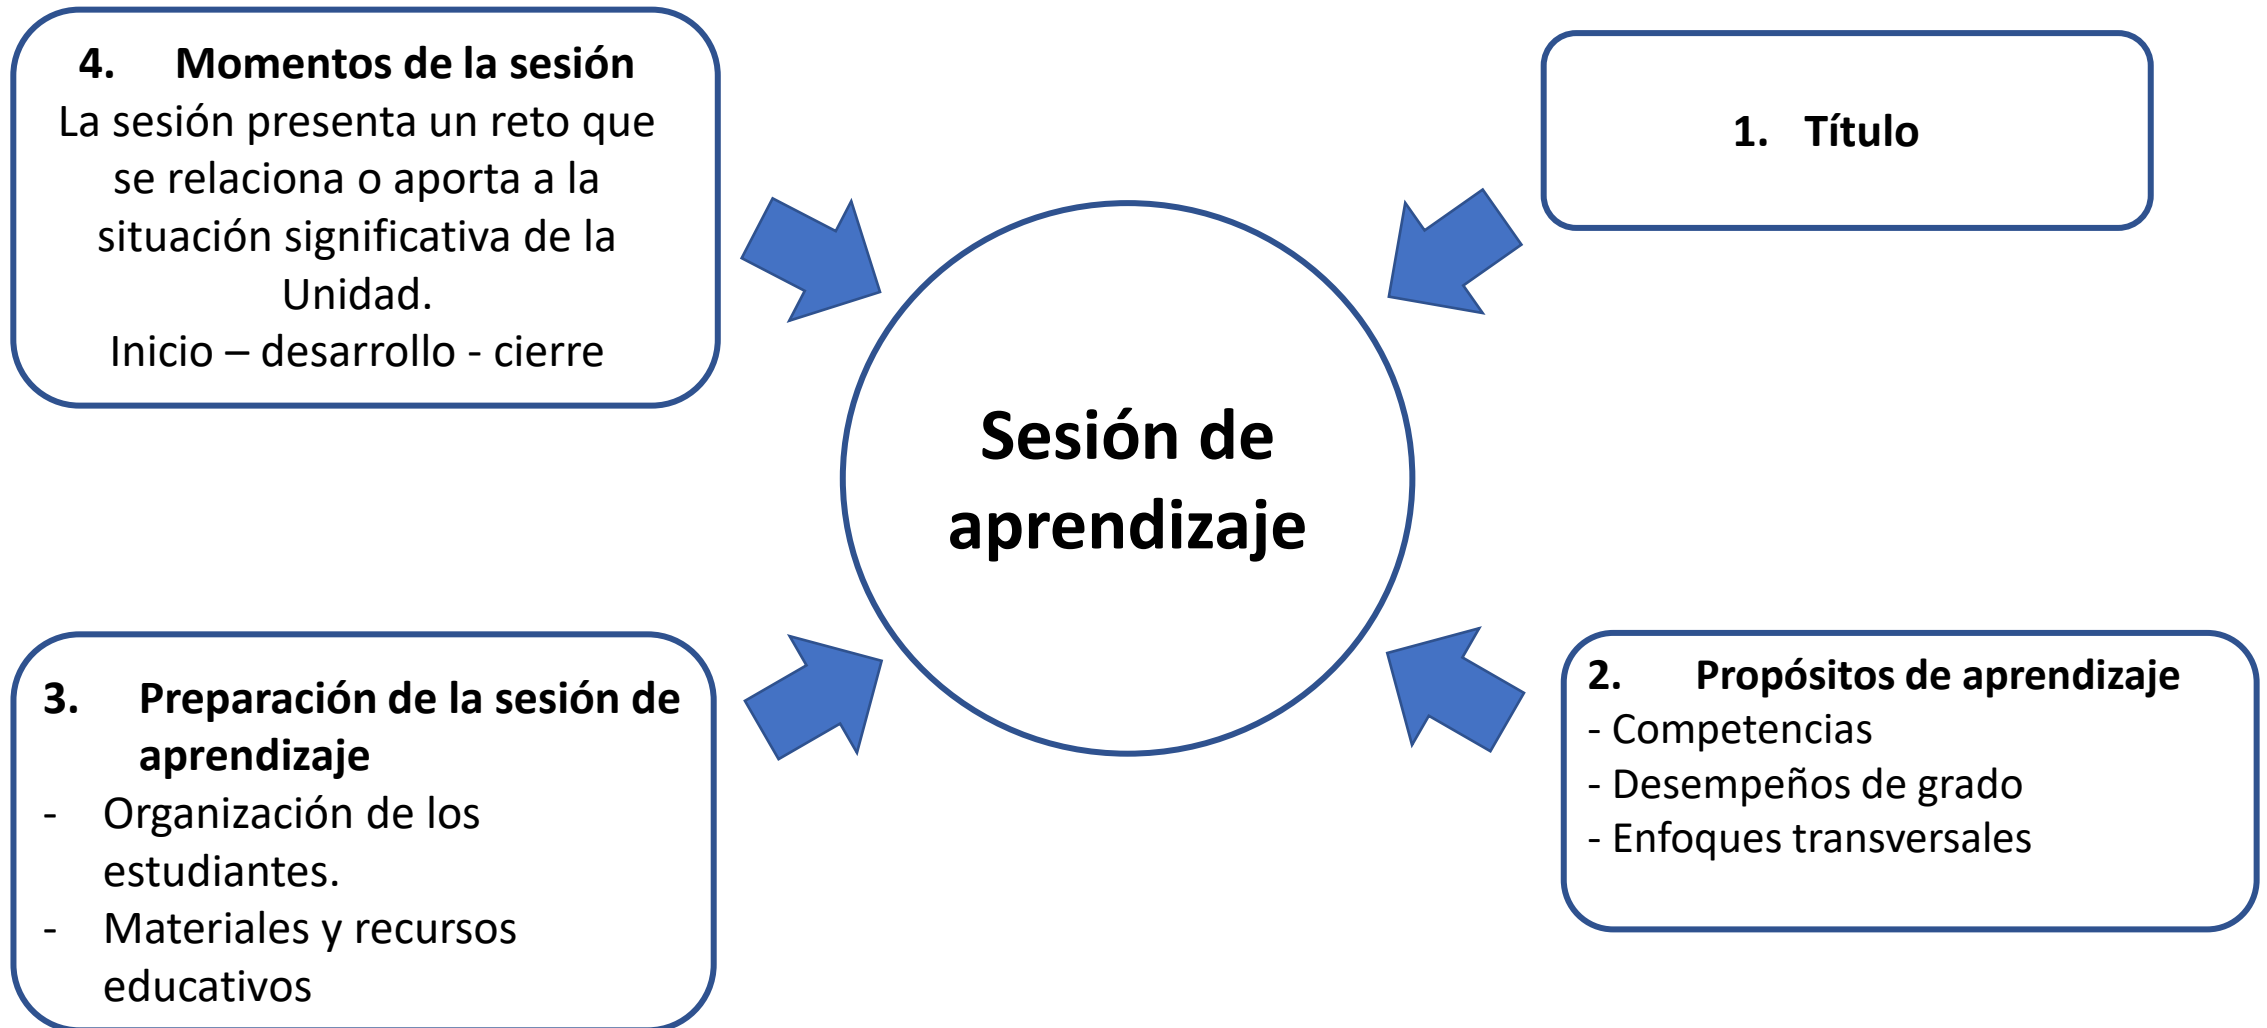 4. Momentos de la sesión
La sesión presenta un reto que
se relaciona o aporta a la
situación significativa de la
Unidad.
Inicio – desarrollo - cierre
1. Título
Sesión de
aprendizaje
3. Preparación de la sesión de
aprendizaje
- Organización de los
estudiantes.
- Materiales y recursos
educativos
2. Propósitos de aprendizaje
- Competencias
- Desempeños de grado
- Enfoques transversales